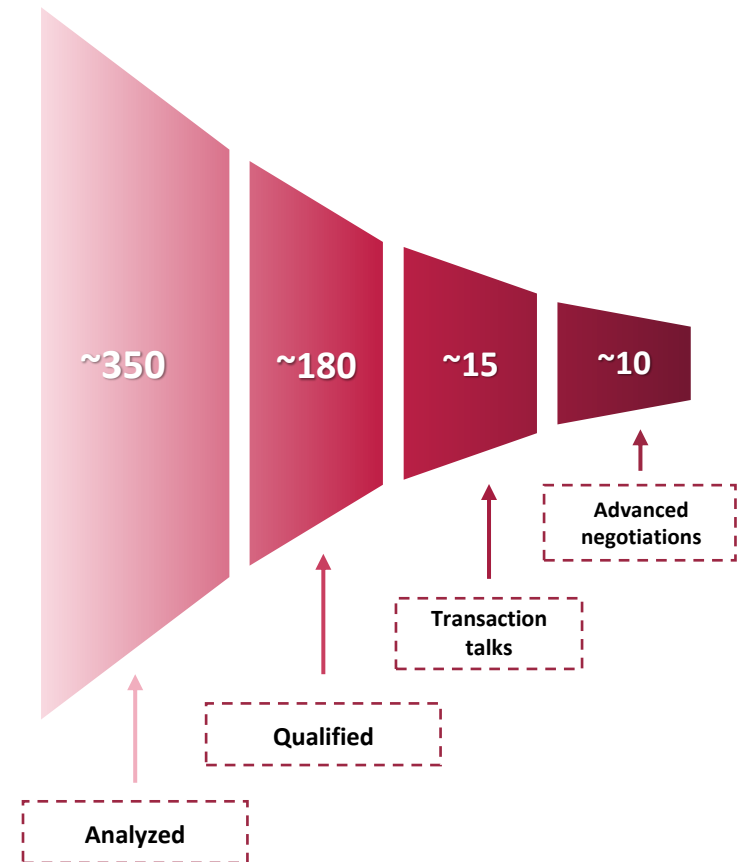 ~350
~180
~15
~10
Advanced
negotiations
Transaction
talks
Qualified
Analyzed